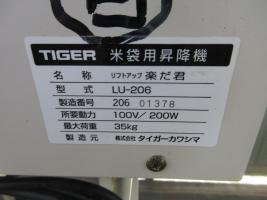 TIGER 米袋用昇降機
名称 リフトアップ 楽だ君
型式 LU-206
製造番号 206 01378
所要動力 100V/200W
最大荷重 35kg
製造元 株式会社 タイガーカワシマ